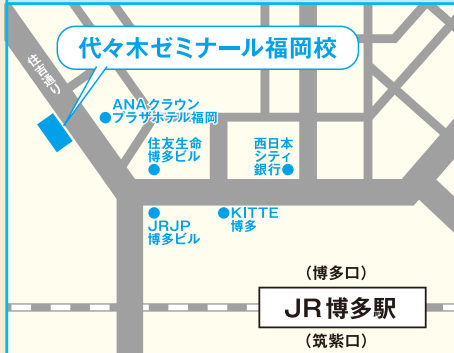 代々木ゼミナール福岡校
住吉通り
ANAクラウン
プラザホテル福岡
住友生命
博多ビル
西日本
シティ
銀行
JRJP
博多ビル
KITTE
博多
（博多口）
JR博多駅
（筑紫口）